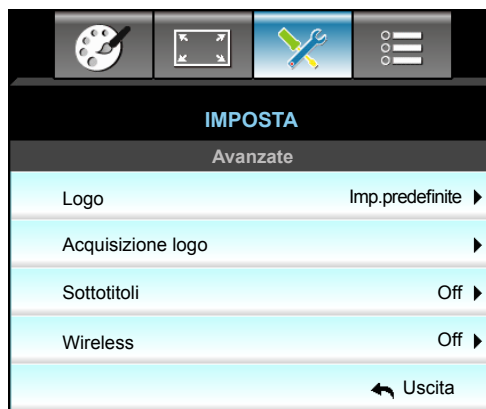 IMPOSTA
Avanzate
Logo Imp.predefinite
Acquisizione logo
Sottotitoli Off
Wireless Off
Uscita